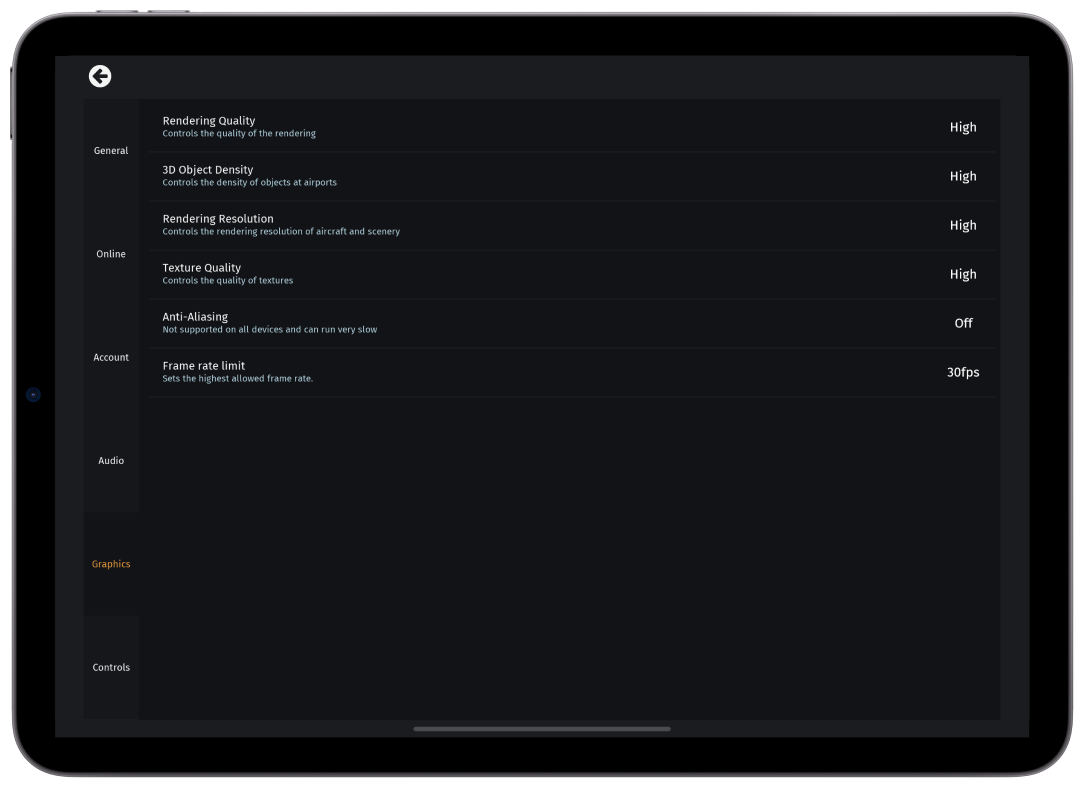 General
Online
Account
Audio
Graphics
Controls
Rendering Quality
Controls the quality of the rendering
High
3D Object Density
Controls the density of objects at airports
High
Rendering Resolution
Controls the rendering resolution of aircraft and scenery
High
Texture Quality
Controls the quality of textures
High
Anti-Aliasing
Not supported on all devices and can run very slow
Off
Frame rate limit
Sets the highest allowed frame rate.
30fps